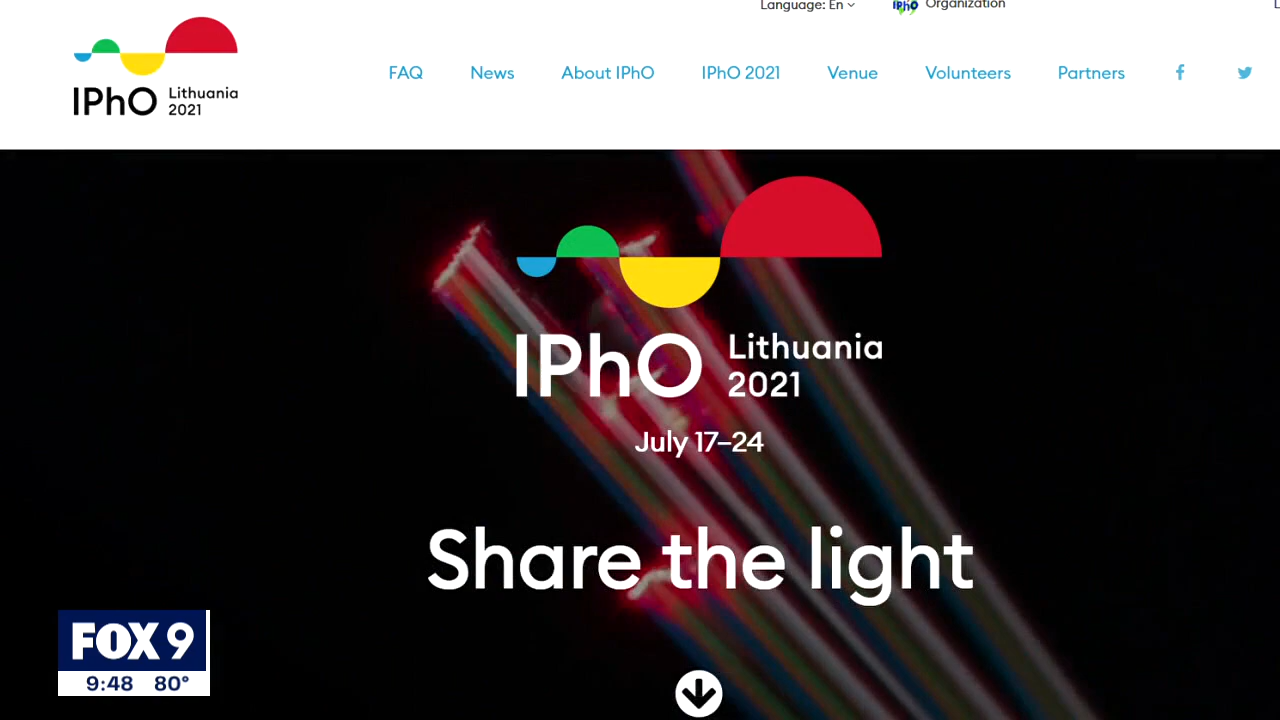 Language: En
IPhO
Organization
IPhO Lithuania
2021
FAQ News About IPhO IPhO 2021 Venue Volunteers Partners
IPhO Lithuania
2021
July 17–24
Share the light
FOX 9
9:48 80°